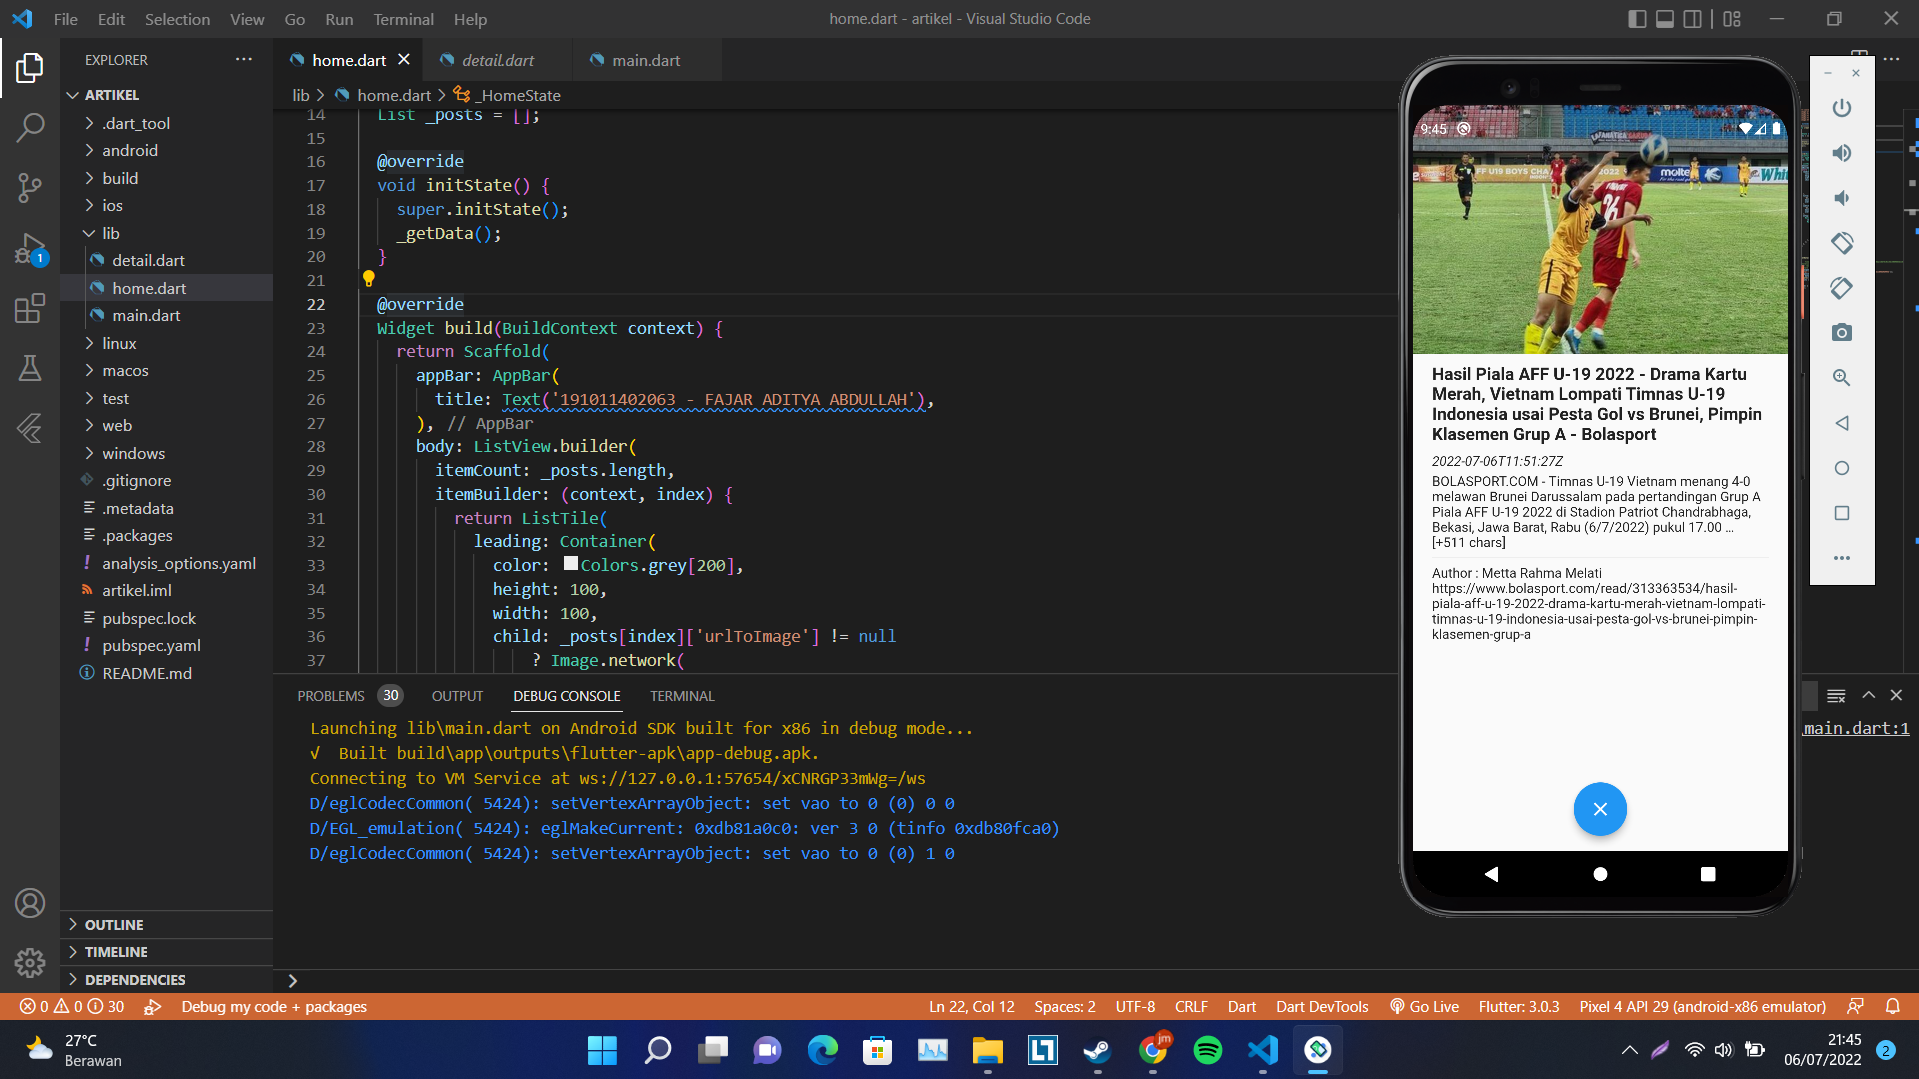 File Edit Selection View Go Run Terminal Help
home.dart - artikel - Visual Studio Code
EXPLORER
ARTIKEL
.dart_tool
android
build
ios
lib
detail.dart
home.dart
main.dart
linux
macos
test
web
windows
.gitignore
.metadata
.packages
analysis_options.yaml
artikel.iml
pubspec.lock
pubspec.yaml
README.md
OUTLINE
TIMELINE
DEPENDENCIES
1
home.dart
detail.dart
main.dart
lib > home.dart > _HomeState
14 List _posts = [];
15
16 @override
17 void initState() {
18 super.initState();
19 _getData();
20 }
21
22 @override
23 Widget build(BuildContext context) {
24 return Scaffold(
25 appBar: AppBar(
26 title: Text('191011402063 - FAJAR ADITYA ABDULLAH'),
27 ), // AppBar
28 body: ListView.builder(
29 itemCount: _posts.length,
30 itemBuilder: (context, index) {
31 return ListTile(
32 leading: Container(
33 color: Colors.grey[200],
34 height: 100,
35 width: 100,
36 child: _posts[index]['urlToImage'] != null
37 ? Image.network(
PROBLEMS 30 OUTPUT DEBUG CONSOLE TERMINAL
Launching lib\main.dart on Android SDK built for x86 in debug mode...
√ Built build\app\outputs\flutter-apk\app-debug.apk.
Connecting to VM Service at ws://127.0.0.1:57654/xCNRGP33mWg=/ws
D/eglCodecCommon( 5424): setVertexArrayObject: set vao to 0 (0) 0 0
D/EGL_emulation( 5424): eglMakeCurrent: 0xdb81a0c0: ver 3 0 (tinfo 0xdb80fca0)
D/eglCodecCommon( 5424): setVertexArrayObject: set vao to 0 (0) 1 0
main.dart:1
9:45
molten
26
Hasil Piala AFF U-19 2022 - Drama Kartu
Merah, Vietnam Lompati Timnas U-19
Indonesia usai Pesta Gol vs Brunei, Pimpin
Klasemen Grup A - Bolasport
2022-07-06T11:51:27Z
BOLASPORT.COM - Timnas U-19 Vietnam menang 4-0
melawan Brunei Darussalam pada pertandingan Grup A
Piala AFF U-19 2022 di Stadion Patriot Chandrabhaga,
Bekasi, Jawa Barat, Rabu (6/7/2022) pukul 17.00 …
[+511 chars]
Author : Metta Rahma Melati
https://www.bolasport.com/read/313363534/hasil-
piala-aff-u-19-2022-drama-kartu-merah-vietnam-lompati-
timnas-u-19-indonesia-usai-pesta-gol-vs-brunei-pimpin-
klasemen-grup-a
0 0 30 Debug my code + packages
Ln 22, Col 12 Spaces: 2 UTF-8 CRLF Dart Dart DevTools Go Live Flutter: 3.0.3 Pixel 4 API 29 (android-x86 emulator)
27°C
Berawan
jm
21:45
06/07/2022
2